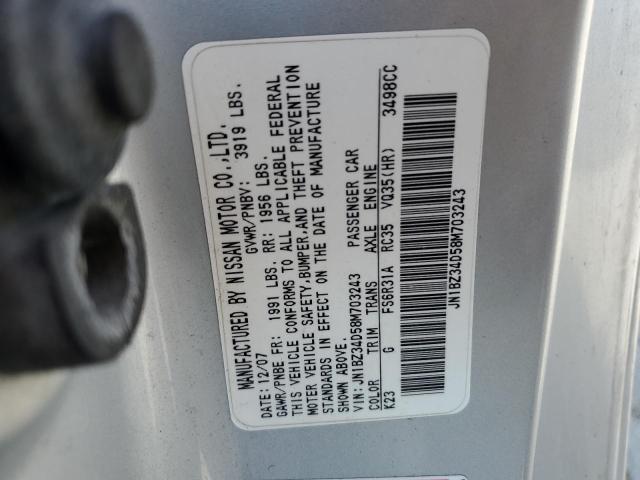 MANUFACTURED BY NISSAN MOTOR CO.,LTD.
DATE: 12/07 GVWR/PNBV: 3919 LBS.
GAWR/PNBE FR: 1991 LBS. RR: 1956 LBS.
THIS VEHICLE CONFORMS TO ALL APPLICABLE FEDERAL
MOTOR VEHICLE SAFETY,BUMPER,AND THEFT PREVENTION
STANDARDS IN EFFECT ON THE DATE OF MANUFACTURE
SHOWN ABOVE.
VIN: JN1BZ34D58M703243 PASSENGER CAR
COLOR TRIM TRANS AXLE ENGINE
K23 G FS6R31A RC35 VQ35(HR) 3498CC
JN1BZ34D58M703243